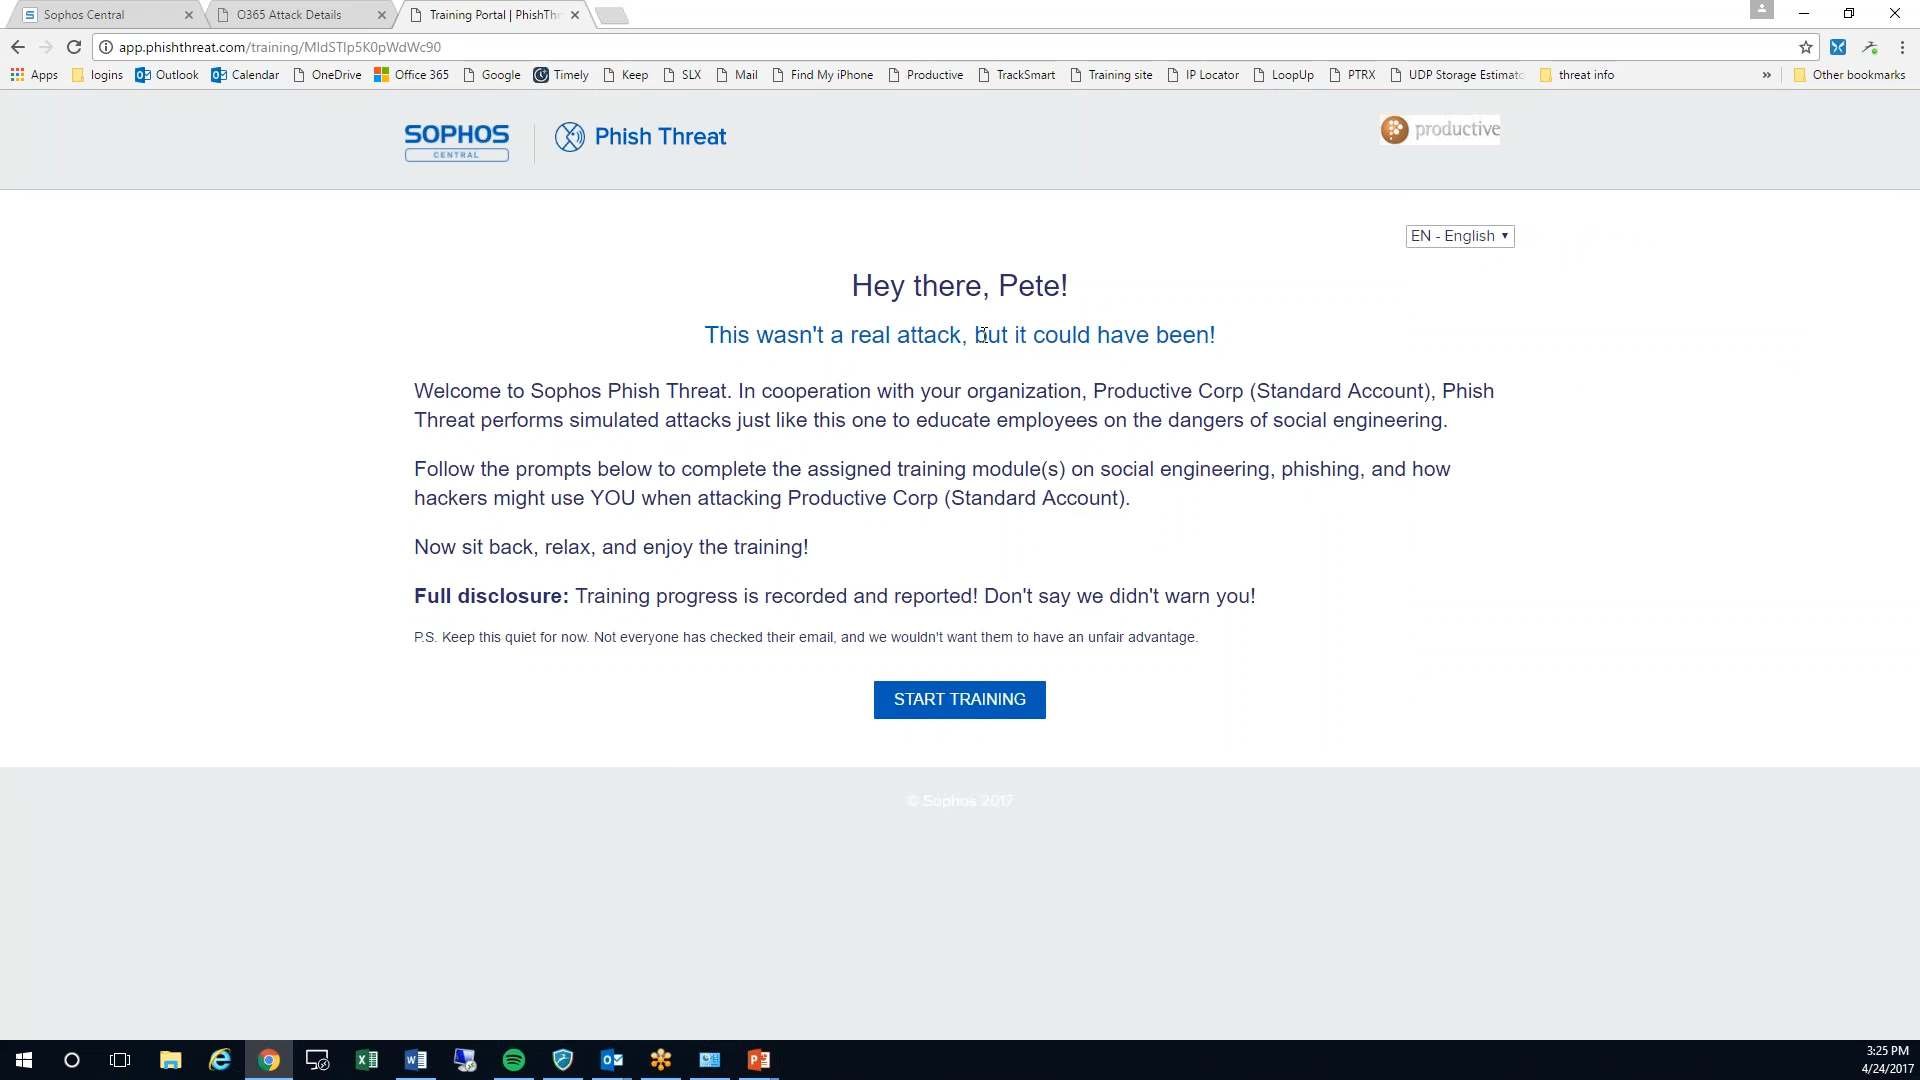 Sophos Central
O365 Attack Details
Training Portal | PhishThr
app.phishthreat.com/training/MIdSTIp5K0pWdWc90
Apps logins Outlook Calendar OneDrive Office 365 Google Timely Keep SLX Mail Find My iPhone Productive TrackSmart Training site IP Locator LoopUp PTRX UDP Storage Estimato threat info » Other bookmarks
SOPHOS
CENTRAL
Phish Threat
productive
EN - English
Hey there, Pete!
This wasn't a real attack, but it could have been!
Welcome to Sophos Phish Threat. In cooperation with your organization, Productive Corp (Standard Account), Phish
Threat performs simulated attacks just like this one to educate employees on the dangers of social engineering.
Follow the prompts below to complete the assigned training module(s) on social engineering, phishing, and how
hackers might use YOU when attacking Productive Corp (Standard Account).
Now sit back, relax, and enjoy the training!
Full disclosure: Training progress is recorded and reported! Don't say we didn't warn you!
P.S. Keep this quiet for now. Not everyone has checked their email, and we wouldn't want them to have an unfair advantage.
START TRAINING
© Sophos 2017
3:25 PM
4/24/2017